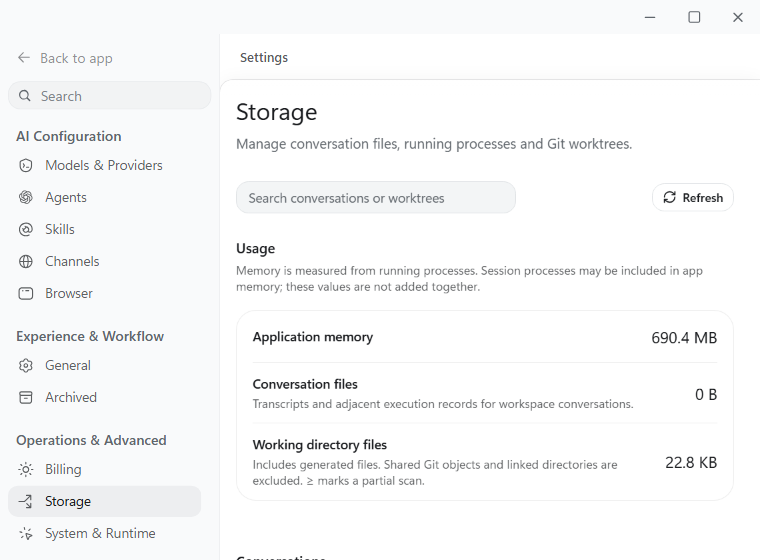 Back to app
Search
AI Configuration
Models & Providers
Agents
Skills
Channels
Browser
Experience & Workflow
General
Archived
Operations & Advanced
Billing
Storage
System & Runtime
Settings
Storage
Manage conversation files, running processes and Git worktrees.
Search conversations or worktrees
Refresh
Usage
Memory is measured from running processes. Session processes may be included in app
memory; these values are not added together.
Application memory
690.4 MB
Conversation files
Transcripts and adjacent execution records for workspace conversations.
0 B
Working directory files
Includes generated files. Shared Git objects and linked directories are
excluded. ≥ marks a partial scan.
22.8 KB